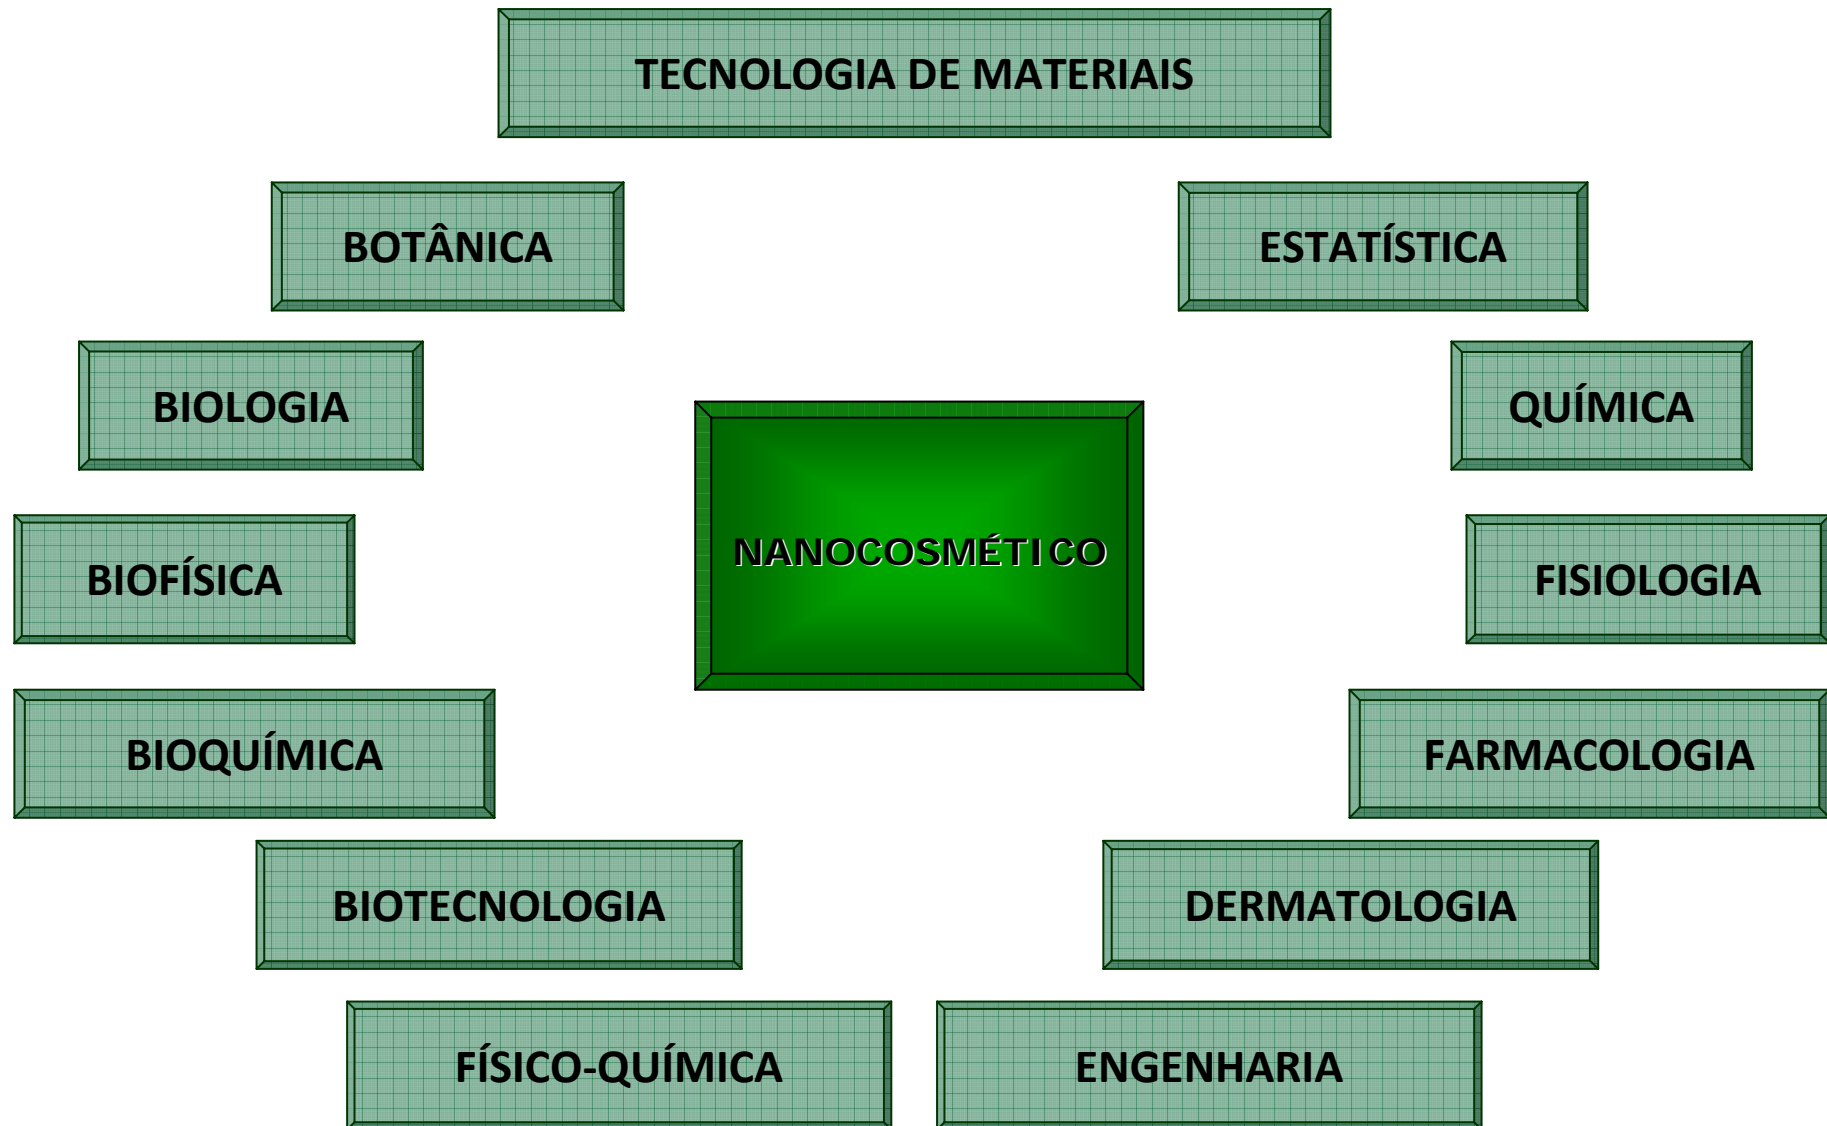 TECNOLOGIA DE MATERIAIS
BOTÂNICA
ESTATÍSTICA
BIOLOGIA
QUÍMICA
NANOCOSMÉTICO
BIOFÍSICA
FISIOLOGIA
BIOQUÍMICA
FARMACOLOGIA
BIOTECNOLOGIA
DERMATOLOGIA
FÍSICO-QUÍMICA
ENGENHARIA